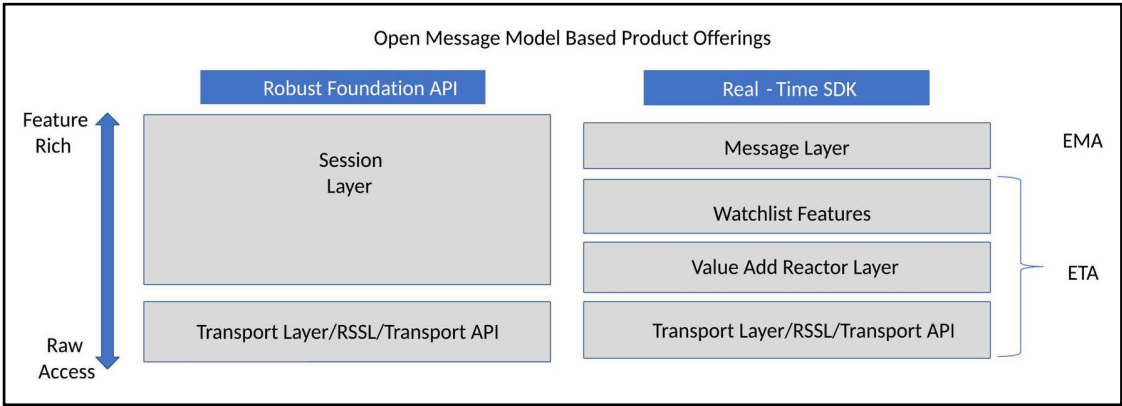 Open Message Model Based Product Offerings
Robust Foundation API
Real - Time SDK
Feature
Rich
Session
Layer
Message Layer
EMA
Watchlist Features
Value Add Reactor Layer
ETA
Transport Layer/RSSL/Transport API
Transport Layer/RSSL/Transport API
Raw
Access